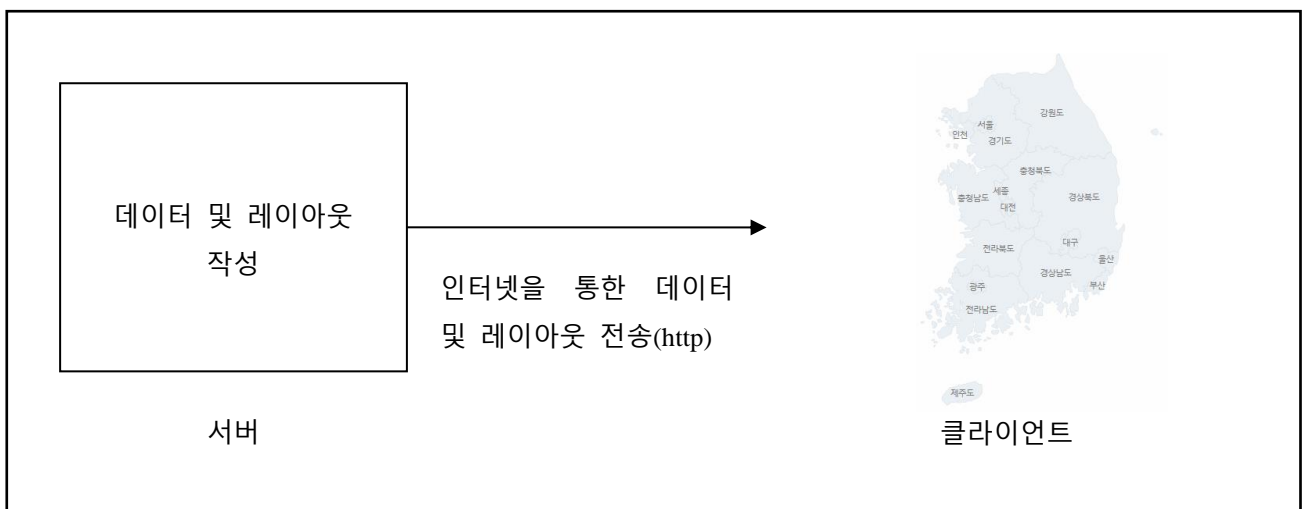 데이터 및 레이아웃
작성
인터넷을 통한 데이터
및 레이아웃 전송(http)
서버
클라이언트
강원도
서울
인천
경기도
충청북도
충청남도
세종
대전
경상북도
전라북도
대구
울산
경상남도
부산
광주
전라남도
제주도